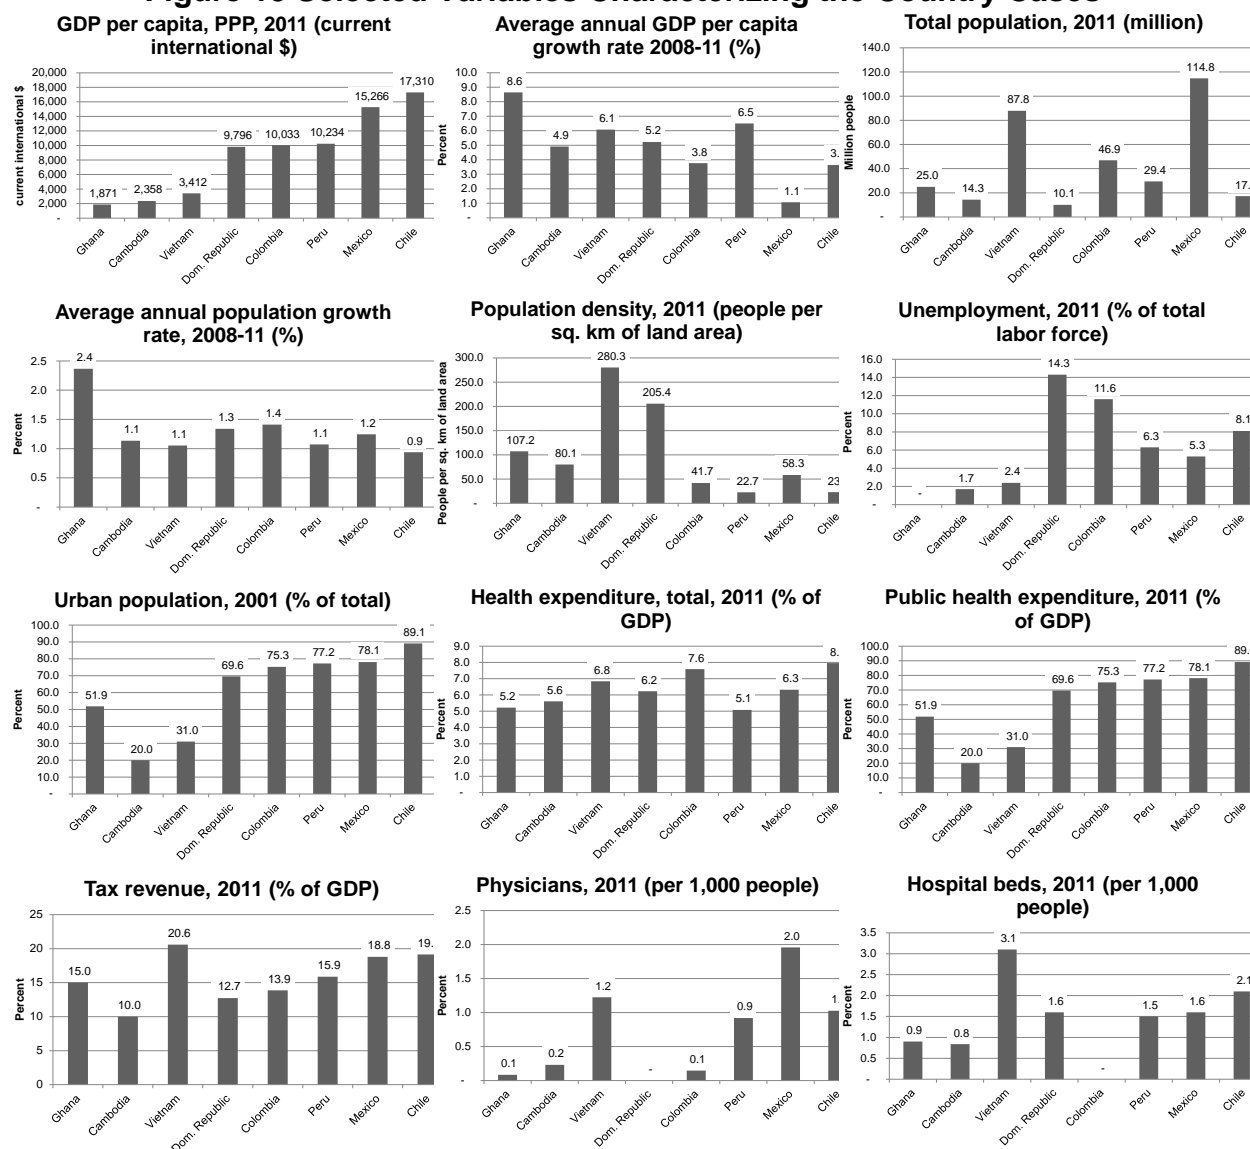 GDP per capita, PPP, 2011 (current
international $)
current international $
20,000
18,000
16,000
14,000
12,000
10,000
8,000
6,000
4,000
2,000
-
1,871
2,358
3,412
9,796
10,033
10,234
15,266
17,310
Ghana
Cambodia
Vietnam
Dom. Republic
Colombia
Peru
Mexico
Chile
Average annual GDP per capita
growth rate 2008-11 (%)
Percent
10.0
9.0
8.0
7.0
6.0
5.0
4.0
3.0
2.0
1.0
-
8.6
4.9
6.1
5.2
3.8
6.5
1.1
3.
Ghana
Cambodia
Vietnam
Dom. Republic
Colombia
Peru
Mexico
Chile
Total population, 2011 (million)
Million people
140.0
120.0
100.0
80.0
60.0
40.0
20.0
-
25.0
14.3
87.8
10.1
46.9
29.4
114.8
17.
Ghana
Cambodia
Vietnam
Dom. Republic
Colombia
Peru
Mexico
Chile
Average annual population growth
rate, 2008-11 (%)
Percent
2.5
2.0
1.5
1.0
0.5
-
2.4
1.1
1.1
1.3
1.4
1.1
1.2
0.9
Ghana
Cambodia
Vietnam
Dom. Republic
Colombia
Peru
Mexico
Chile
Population density, 2011 (people per
sq. km of land area)
People per sq. km of land area
300.0
250.0
200.0
150.0
100.0
50.0
-
107.2
80.1
280.3
205.4
41.7
22.7
58.3
23
Ghana
Cambodia
Vietnam
Dom. Republic
Colombia
Peru
Mexico
Chile
Unemployment, 2011 (% of total
labor force)
Percent
16.0
14.0
12.0
10.0
8.0
6.0
4.0
2.0
-
-
1.7
2.4
14.3
11.6
6.3
5.3
8.1
Ghana
Cambodia
Vietnam
Dom. Republic
Colombia
Peru
Mexico
Chile
Urban population, 2001 (% of total)
Percent
100.0
90.0
80.0
70.0
60.0
50.0
40.0
30.0
20.0
10.0
-
51.9
20.0
31.0
69.6
75.3
77.2
78.1
89.1
Ghana
Cambodia
Vietnam
Dom. Republic
Colombia
Peru
Mexico
Chile
Health expenditure, total, 2011 (% of
GDP)
Percent
9.0
8.0
7.0
6.0
5.0
4.0
3.0
2.0
1.0
-
5.2
5.6
6.8
6.2
7.6
5.1
6.3
8.
Ghana
Cambodia
Vietnam
Dom. Republic
Colombia
Peru
Mexico
Chile
Public health expenditure, 2011 (%
of GDP)
Percent
100.0
90.0
80.0
70.0
60.0
50.0
40.0
30.0
20.0
10.0
-
51.9
20.0
31.0
69.6
75.3
77.2
78.1
89.
Ghana
Cambodia
Vietnam
Dom. Republic
Colombia
Peru
Mexico
Chile
Tax revenue, 2011 (% of GDP)
Percent
25
20
15
10
5
0
15.0
10.0
20.6
12.7
13.9
15.9
18.8
19.
Ghana
Cambodia
Vietnam
Dom. Republic
Colombia
Peru
Mexico
Chile
Physicians, 2011 (per 1,000 people)
Percent
2.5
2.0
1.5
1.0
0.5
-
0.1
0.2
1.2
-
0.1
0.9
2.0
1.
Ghana
Cambodia
Vietnam
Dom. Republic
Colombia
Peru
Mexico
Chile
Hospital beds, 2011 (per 1,000
people)
Percent
3.5
3.0
2.5
2.0
1.5
1.0
0.5
-
0.9
0.8
3.1
1.6
-
1.5
1.6
2.1
Ghana
Cambodia
Vietnam
Dom. Republic
Colombia
Peru
Mexico
Chile